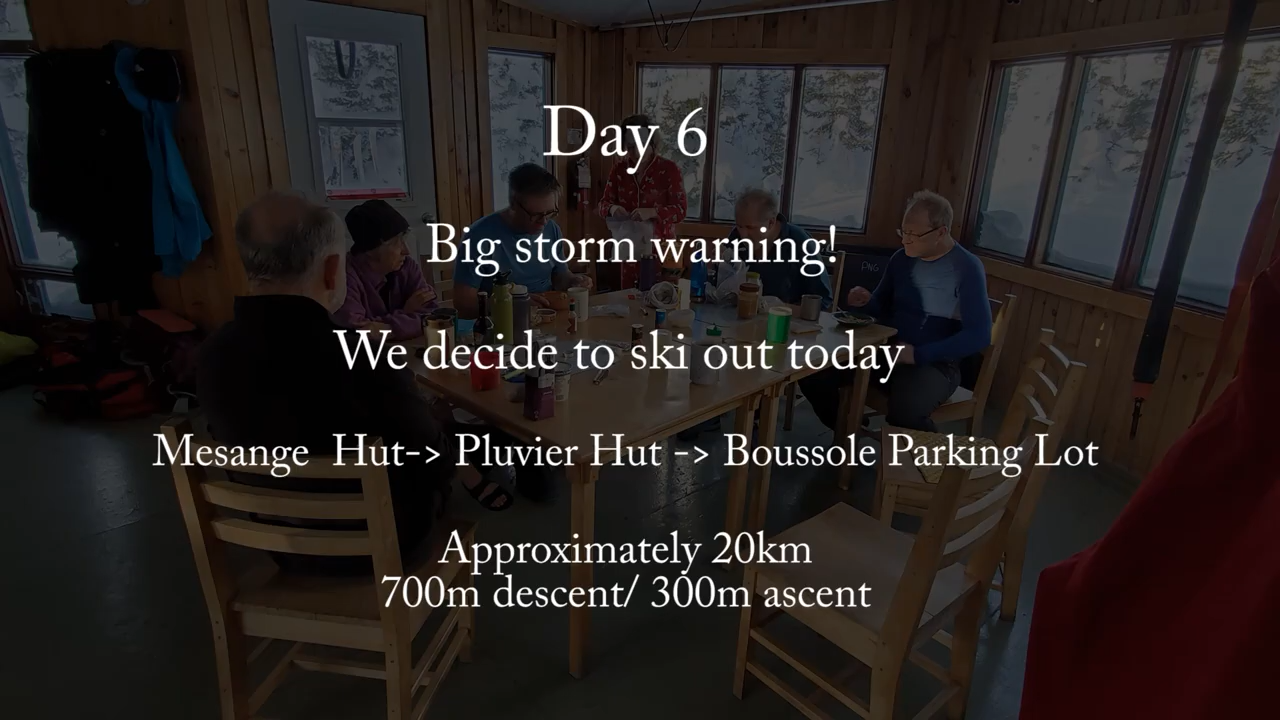 Day 6
Big storm warning!
We decide to ski out today
PNG
Mesange  Hut-> Pluvier Hut -> Boussole Parking Lot
Approximately 20km
700m descent/ 300m ascent